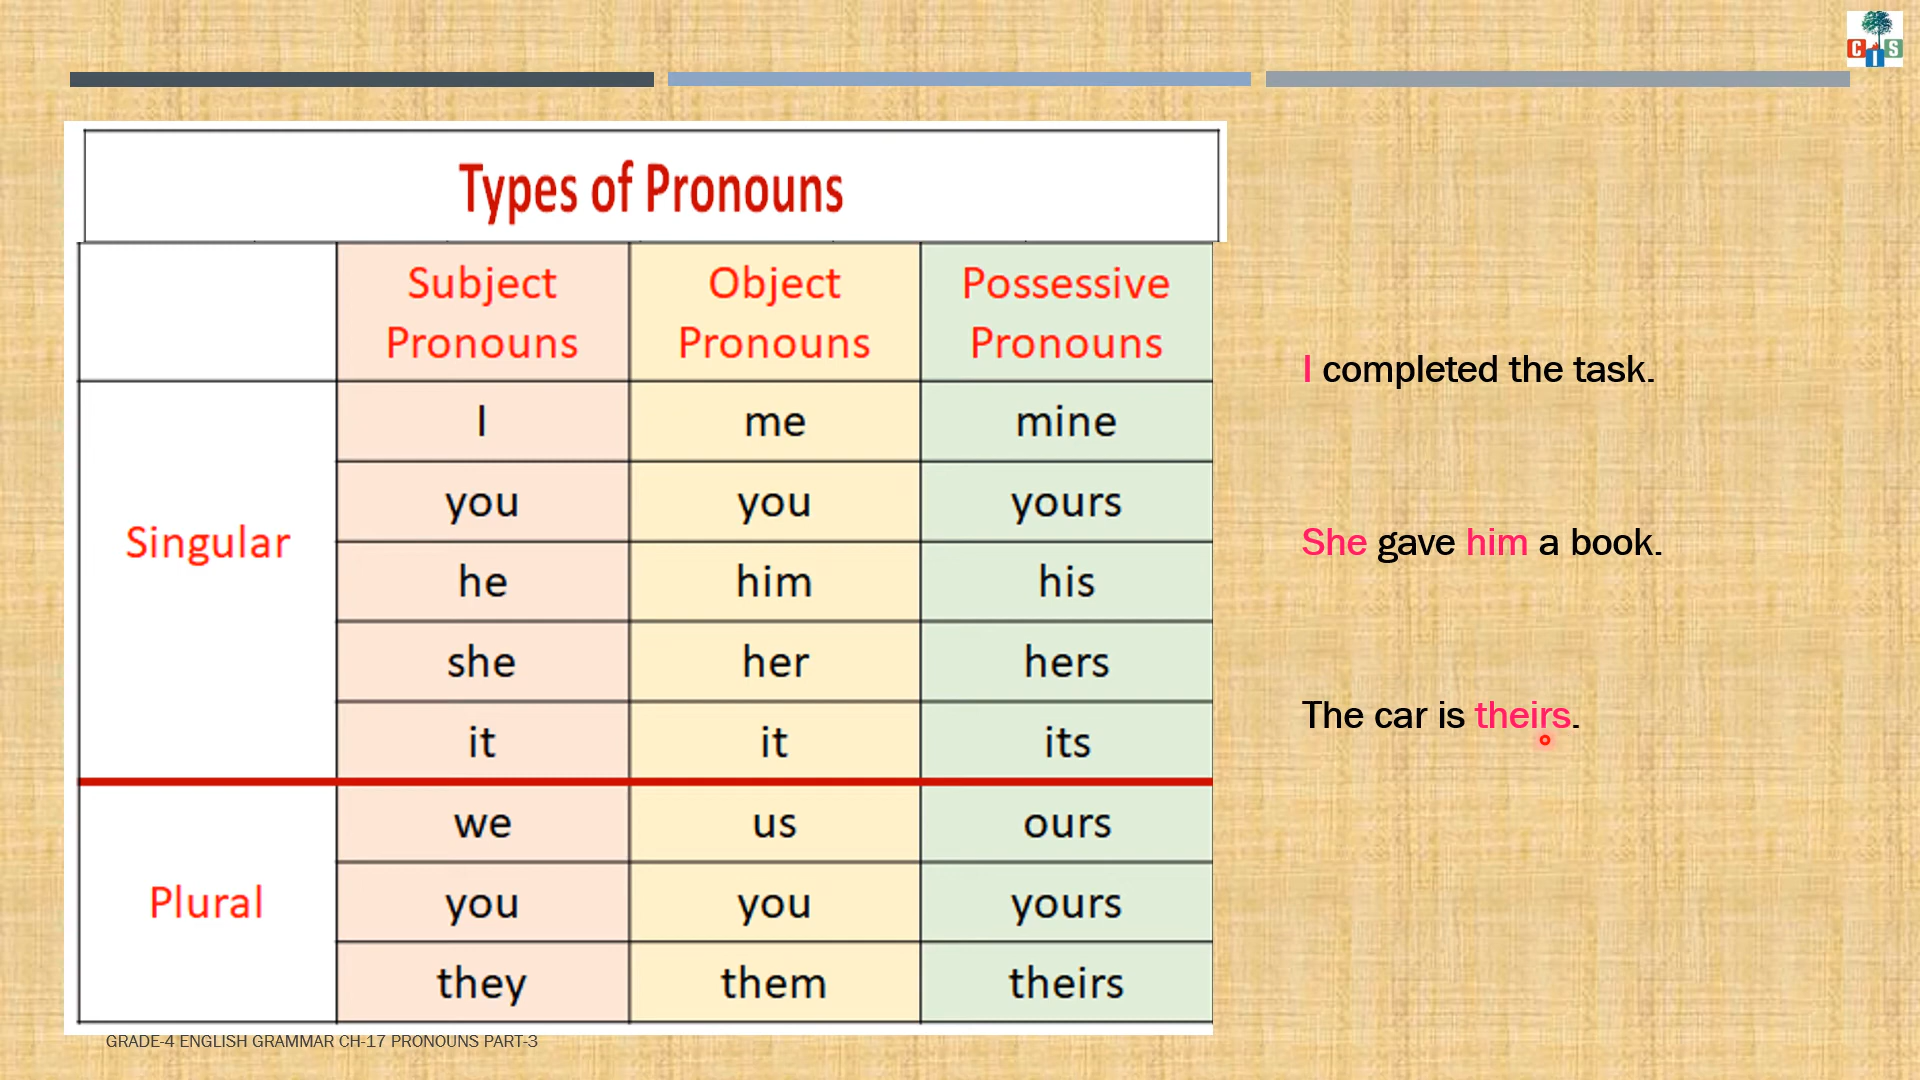 C I S
Types of Pronouns
Subject Pronouns Object Pronouns Possessive Pronouns
Singular
I me mine
you you yours
he him his
she her hers
it it its
Plural
we us ours
you you yours
they them theirs
I completed the task.
She gave him a book.
The car is theirs.
GRADE-4 ENGLISH GRAMMAR CH-17 PRONOUNS PART-3